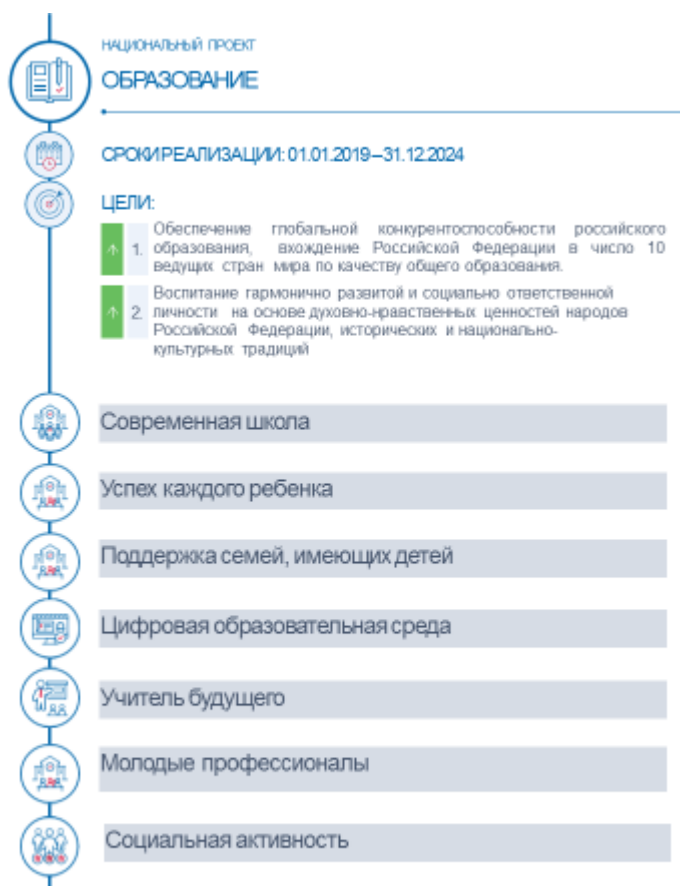 НАЦИОНАЛЬНЫЙ ПРОЕКТ
ОБРАЗОВАНИЕ
СРОКИ РЕАЛИЗАЦИИ: 01.01.2019–31.12.2024
ЦЕЛИ:
1. Обеспечение глобальной конкурентоспособности российского
образования, вхождение Российской Федерации в число 10
ведущих стран мира по качеству общего образования.
2. Воспитание гармонично развитой и социально ответственной
личности на основе духовно-нравственных ценностей народов
Российской Федерации, исторических и национально-
культурных традиций
Современная школа
Успех каждого ребенка
Поддержка семей, имеющих детей
Цифровая образовательная среда
Учитель будущего
Молодые профессионалы
Социальная активность